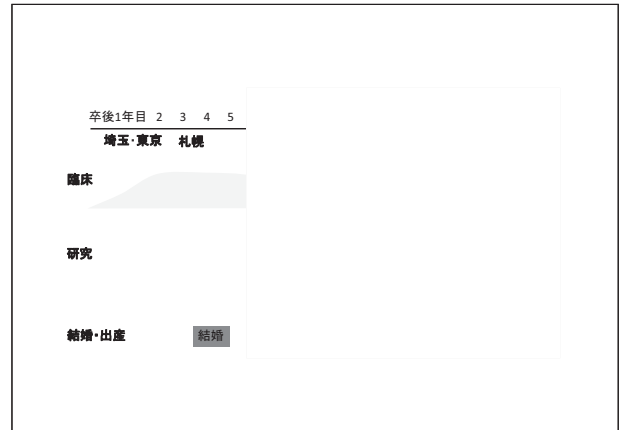 卒後1年目 2 3 4 5
埼玉・東京 札幌
臨床
研究
結婚・出産 結婚